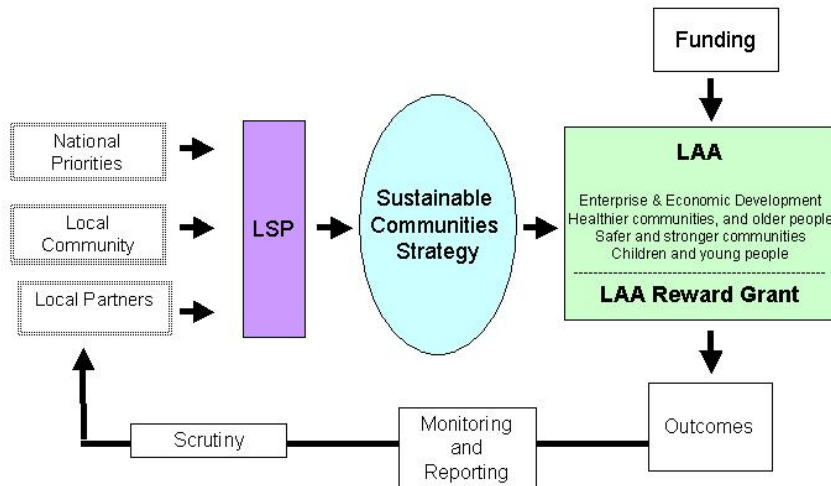 Funding
National
Priorities
Local
Community
Local Partners
LSP
Sustainable
Communities
Strategy
LAA
Enterprise & Economic Development
Healthier communities, and older people
Safer and stronger communities
Children and young people
LAA Reward Grant
Scrutiny
Monitoring
and
Reporting
Outcomes